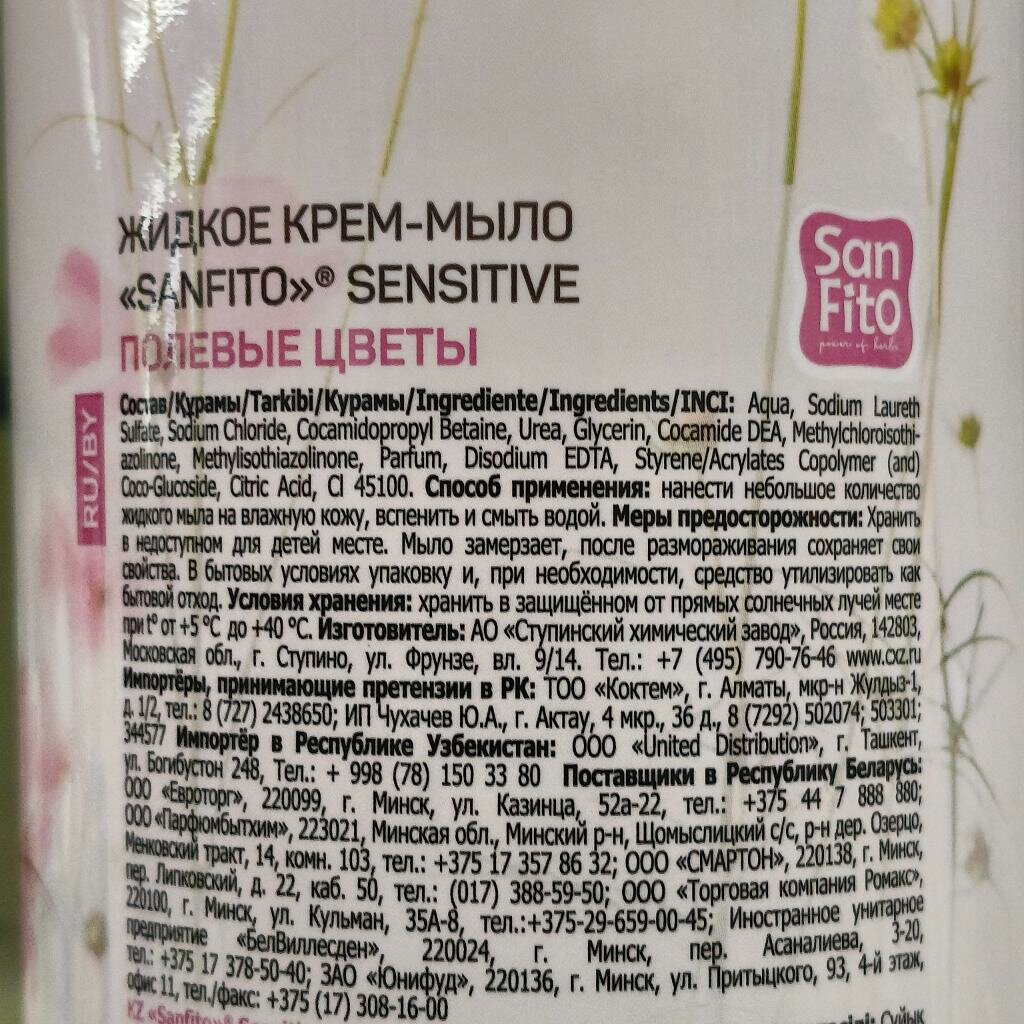 ЖИДКОЕ КРЕМ-МЫЛО
«SANFITO»® SENSITIVE
ПОЛЕВЫЕ ЦВЕТЫ
San
Fito
power of herbs
RU/BY
Состав/Құрамы/Tarkibi/Курамы/Ingrediente/Ingredients/INCI: Aqua, Sodium Laureth
Sulfate, Sodium Chloride, Cocamidopropyl Betaine, Urea, Glycerin, Cocamide DEA, Methylchloroisothi-
azolinone, Methylisothiazolinone, Parfum, Disodium EDTA, Styrene/Acrylates Copolymer (and)
Coco-Glucoside, Citric Acid, CI 45100. Способ применения: нанести небольшое количество
жидкого мыла на влажную кожу, вспенить и смыть водой. Меры предосторожности: Хранить
в недоступном для детей месте. Мыло замерзает, после размораживания сохраняет свои
свойства. В бытовых условиях упаковку и, при необходимости, средство утилизировать как
бытовой отход. Условия хранения: хранить в защищённом от прямых солнечных лучей месте
при t° от +5 °С до +40 °С. Изготовитель: АО «Ступинский химический завод», Россия, 142803,
Московская обл., г. Ступино, ул. Фрунзе, вл. 9/14. Тел.: +7 (495) 790-76-46 www.cxz.ru
Импортёры, принимающие претензии в РК: ТОО «Коктем», г. Алматы, мкр-н Жулдыз-1,
д. 1/2, тел.: 8 (727) 2438650; ИП Чухачев Ю.А., г. Актау, 4 мкр., 36 д., 8 (7292) 502074; 503301;
344577 Импортёр в Республике Узбекистан: ООО «United Distribution», г. Ташкент,
ул. Богибустон 248, Тел.: + 998 (78) 150 33 80 Поставщики в Республику Беларусь:
ООО «Евроторг», 220099, г. Минск, ул. Казинца, 52а-22, тел.: +375 44 7 888 880;
ООО «Парфюмбытхим», 223021, Минская обл., Минский р-н, Щомыслицкий с/с, р-н дер. Озерцо,
Менковский тракт, 14, комн. 103, тел.: +375 17 357 86 32; ООО «СМАРТОН», 220138, г. Минск,
пер. Липковский, д. 22, каб. 50, тел.: (017) 388-59-50; ООО «Торговая компания Ромакс»,
220100, г. Минск, ул. Кульман, 35А-8, тел.:+375-29-659-00-45; Иностранное унитарное
предприятие «БелВиллесден», 220024, г. Минск, пер. Асаналиева, 3-20,
тел.: +375 17 378-50-40; ЗАО «Юнифуд», 220136, г. Минск, ул. Притыцкого, 93, 4-й этаж,
офис 11, тел./факс: +375 (17) 308-16-00
KZ «Sanfito»® Сұйық